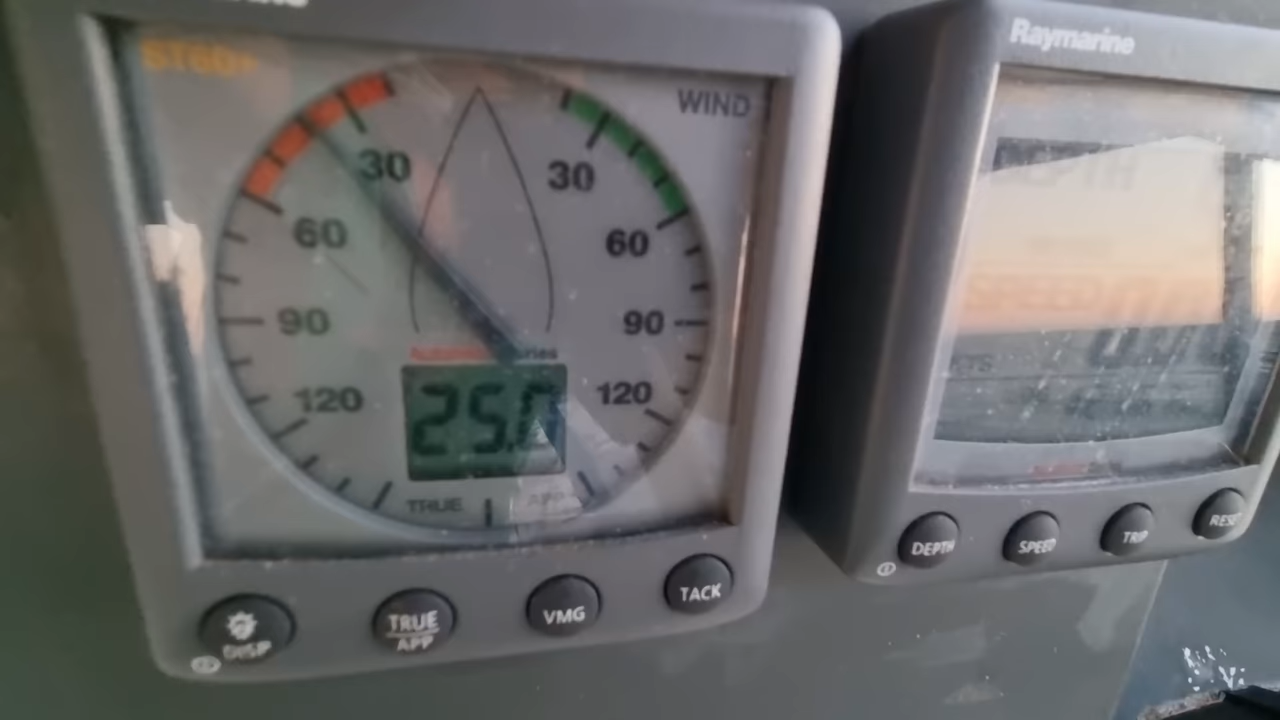 ST60+
WIND
30
30
60
60
90
90
120
120
25.0
TRUE
APP
DISP
TRUE
APP
VMG
TACK
Raymarine
DEPTH
SPEED
TRIP
RESET